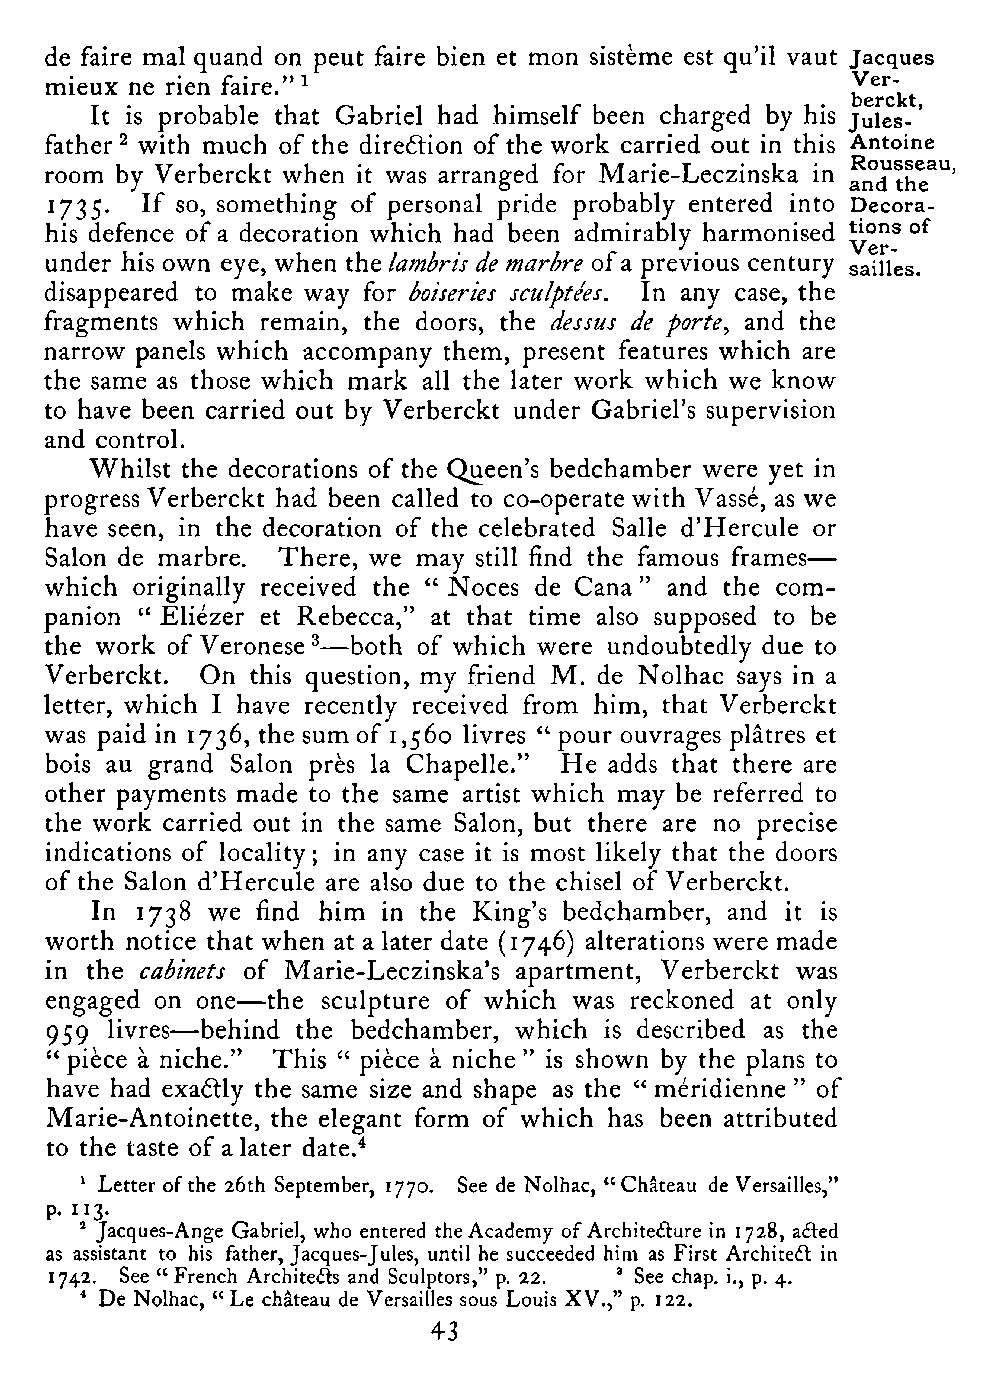 de faire mal quand on peut faire bien et mon sistème est qu'il vaut
mieux ne rien faire." ¹
It is probable that Gabriel had himself been charged by his
father ² with much of the direction of the work carried out in this
room by Verberckt when it was arranged for Marie-Leczinska in
1735. If so, something of personal pride probably entered into
his defence of a decoration which had been admirably harmonised
under his own eye, when the lambris de marbre of a previous century
disappeared to make way for boiseries sculptées. In any case, the
fragments which remain, the doors, the dessus de porte, and the
narrow panels which accompany them, present features which are
the same as those which mark all the later work which we know
to have been carried out by Verberckt under Gabriel's supervision
and control.
Whilst the decorations of the Queen's bedchamber were yet in
progress Verberckt had been called to co-operate with Vassé, as we
have seen, in the decoration of the celebrated Salle d'Hercule or
Salon de marbre. There, we may still find the famous frames—
which originally received the " Noces de Cana " and the com-
panion " Eliézer et Rebecca," at that time also supposed to be
the work of Veronese ³—both of which were undoubtedly due to
Verberckt. On this question, my friend M. de Nolhac says in a
letter, which I have recently received from him, that Verberckt
was paid in 1736, the sum of 1,560 livres " pour ouvrages plâtres et
bois au grand Salon près la Chapelle." He adds that there are
other payments made to the same artist which may be referred to
the work carried out in the same Salon, but there are no precise
indications of locality; in any case it is most likely that the doors
of the Salon d'Hercule are also due to the chisel of Verberckt.
In 1738 we find him in the King's bedchamber, and it is
worth notice that when at a later date (1746) alterations were made
in the cabinets of Marie-Leczinska's apartment, Verberckt was
engaged on one—the sculpture of which was reckoned at only
959 livres—behind the bedchamber, which is described as the
" pièce à niche." This " pièce à niche " is shown by the plans to
have had exactly the same size and shape as the " méridienne " of
Marie-Antoinette, the elegant form of which has been attributed
to the taste of a later date.⁴
Jacques
Ver-
berckt,
Jules-
Antoine
Rousseau,
and the
Decora-
tions of
Ver-
sailles.
¹ Letter of the 26th September, 1770. See de Nolhac, " Château de Versailles,"
p. 113.
² Jacques-Ange Gabriel, who entered the Academy of Architecture in 1728, acted
as assistant to his father, Jacques-Jules, until he succeeded him as First Architect in
1742. See " French Architects and Sculptors," p. 22. ³ See chap. i., p. 4.
⁴ De Nolhac, " Le château de Versailles sous Louis XV.," p. 122.
43